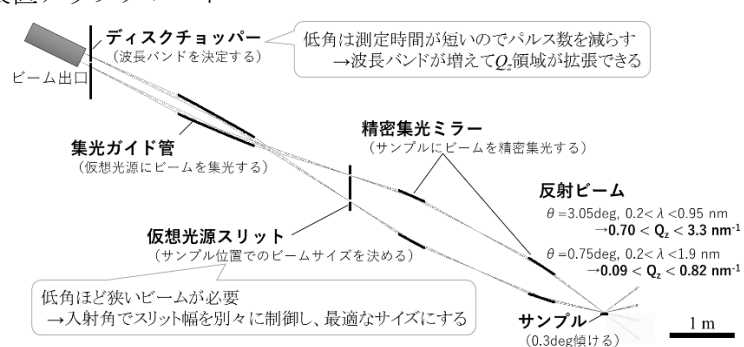 ディスクチョッパー
(波長バンドを決定する)
低角は測定時間が短いのでパルス数を減らす
→波長バンドが増えてQz領域が拡張できる
ビーム出口
集光ガイド管
(仮想光源にビームを集光する)
精密集光ミラー
(サンプルにビームを精密集光する)
反射ビーム
θ=3.05deg, 0.2<λ<0.95 nm
→0.70 < Qz < 3.3 nm-1
θ=0.75deg, 0.2<λ<1.9 nm
→0.09 < Qz < 0.82 nm-1
仮想光源スリット
(サンプル位置でのビームサイズを決める)
低角ほど狭いビームが必要
→入射角でスリット幅を別々に制御し、最適なサイズにする
サンプル
(0.3deg傾ける)
1 m